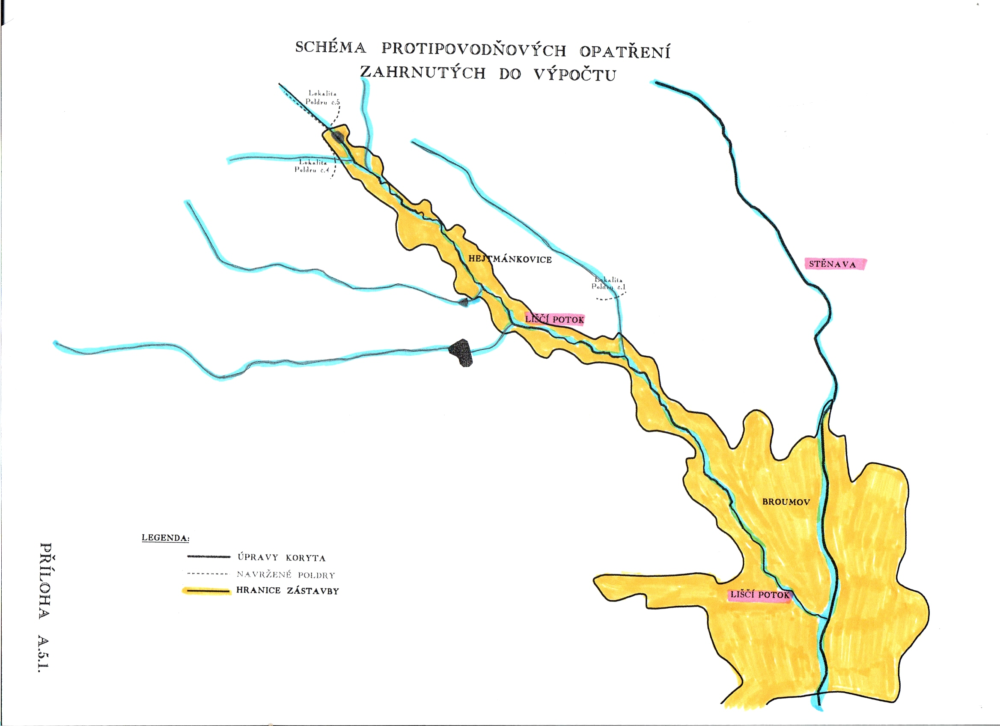 SCHÉMA PROTIPOVODŇOVÝCH OPATŘENÍ
ZAHRNUTÝCH DO VÝPOČTU
Lokalita
Poldru č.5
Lokalita
Poldru č.4
HEJTMÁNKOVICE
STĚNAVA
Lokalita
Poldru č.1
LIŠČÍ POTOK
BROUMOV
LIŠČÍ POTOK
LEGENDA:
ÚPRAVY KORYTA
NAVRŽENÉ POLDRY
HRANICE ZÁSTAVBY
PŘÍLOHA A.5.1.